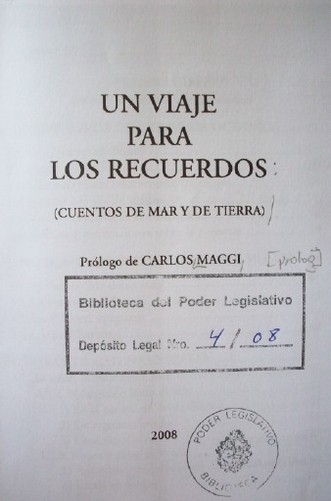 UN VIAJE
PARA
LOS RECUERDOS :
(CUENTOS DE MAR Y DE TIERRA) /
Prólogo de CARLOS MAGGI [prolog]
Biblioteca del Poder Legislativo
Depósito Legal Nro. 4 / 08
2008
PODER LEGISLATIVO
BIBLIOTECA